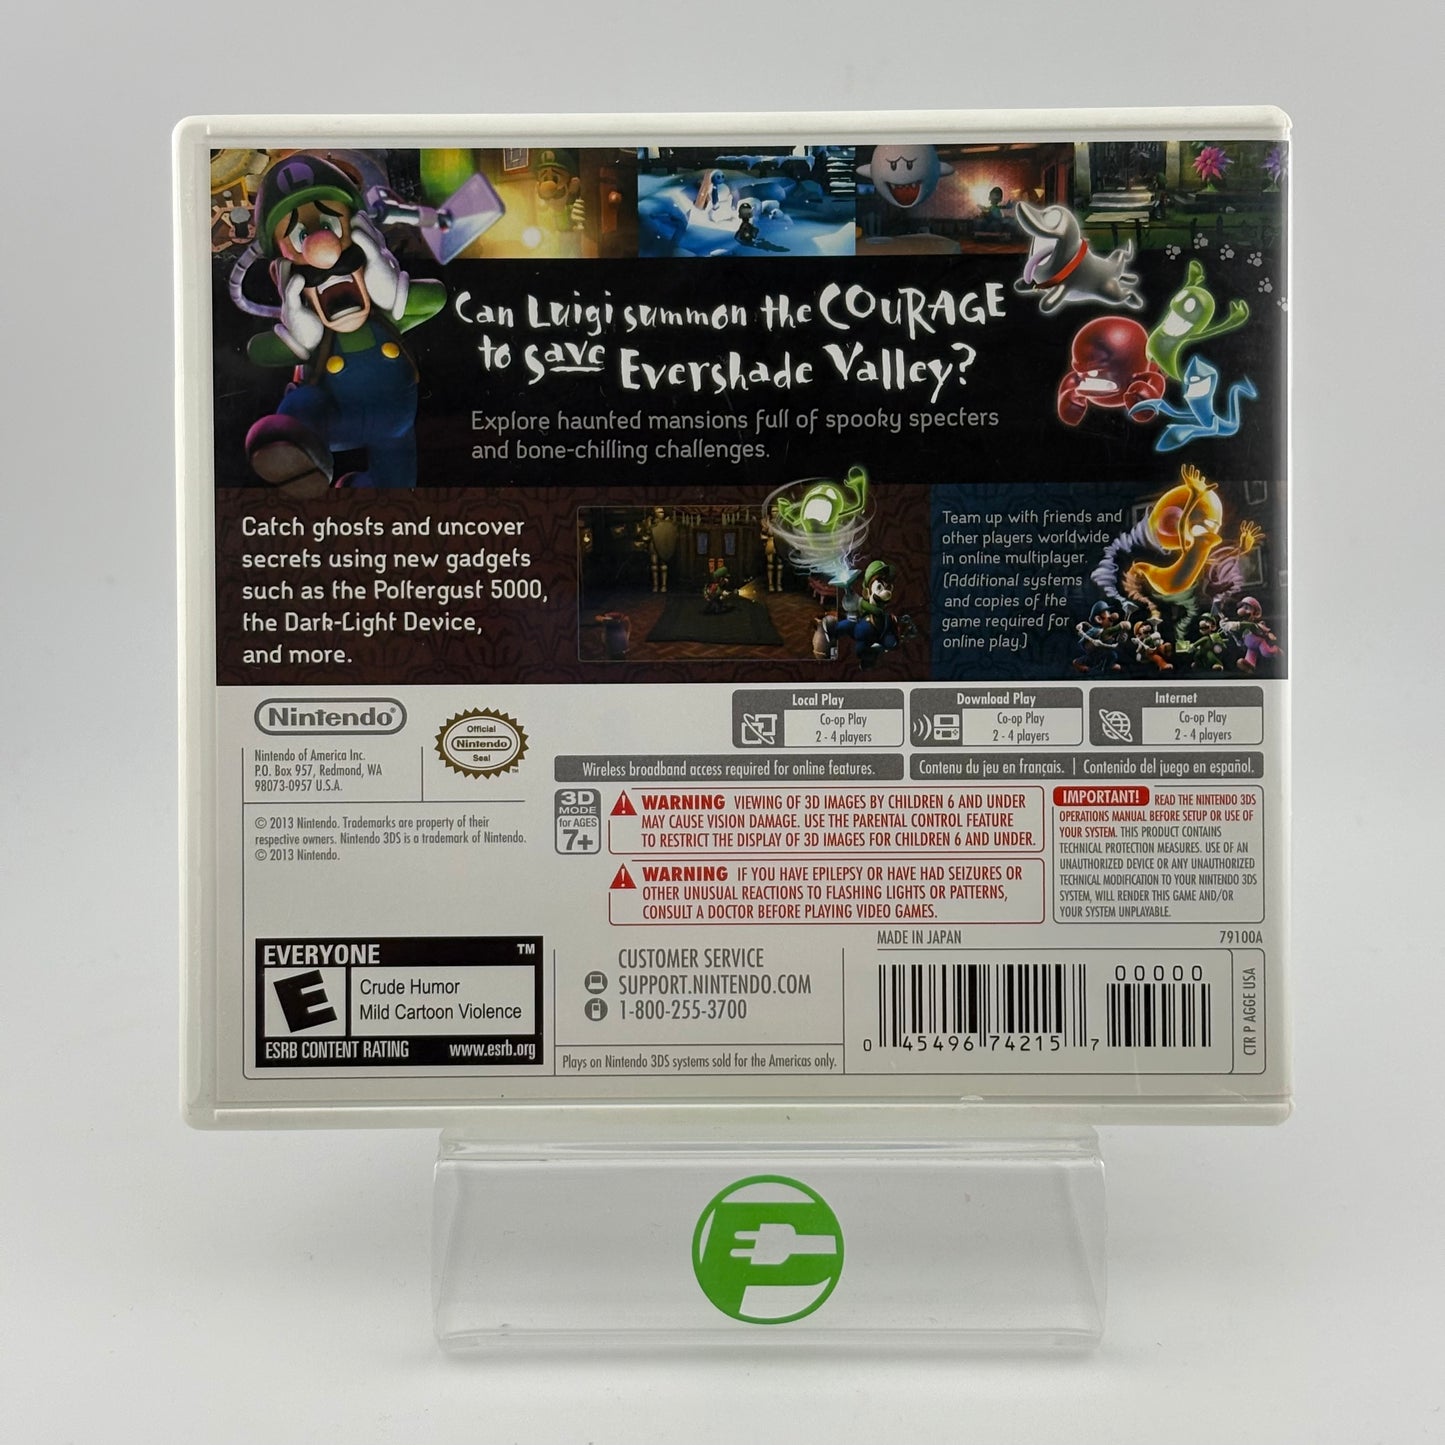 Can Luigi summon the COURAGE
to save Evershade Valley?
Explore haunted mansions full of spooky specters
and bone-chilling challenges.
Catch ghosts and uncover
secrets using new gadgets
such as the Poltergust 5000,
the Dark-Light Device,
and more.
Team up with friends and
other players worldwide
in online multiplayer.
(Additional systems
and copies of the
game required for
online play.)
Nintendo®
Official
Nintendo
Seal
TM
Nintendo of America Inc.
P.O. Box 957, Redmond, WA
98073-0957 U.S.A.
Local Play
Co-op Play
2 - 4 players
Download Play
Co-op Play
2 - 4 players
Internet
Co-op Play
2 - 4 players
Wireless broadband access required for online features.
Contenu du jeu en français. | Contenido del juego en español.
© 2013 Nintendo. Trademarks are property of their
respective owners. Nintendo 3DS is a trademark of Nintendo.
© 2013 Nintendo.
3D
MODE
for AGES
7+
WARNING VIEWING OF 3D IMAGES BY CHILDREN 6 AND UNDER
MAY CAUSE VISION DAMAGE. USE THE PARENTAL CONTROL FEATURE
TO RESTRICT THE DISPLAY OF 3D IMAGES FOR CHILDREN 6 AND UNDER.
WARNING IF YOU HAVE EPILEPSY OR HAVE HAD SEIZURES OR
OTHER UNUSUAL REACTIONS TO FLASHING LIGHTS OR PATTERNS,
CONSULT A DOCTOR BEFORE PLAYING VIDEO GAMES.
IMPORTANT! READ THE NINTENDO 3DS
OPERATIONS MANUAL BEFORE SETUP OR USE OF
YOUR SYSTEM. THIS PRODUCT CONTAINS
TECHNICAL PROTECTION MEASURES. USE OF AN
UNAUTHORIZED DEVICE OR ANY UNAUTHORIZED
TECHNICAL MODIFICATION TO YOUR NINTENDO 3DS
SYSTEM, WILL RENDER THIS GAME AND/OR
YOUR SYSTEM UNPLAYABLE.
EVERYONE TM
E
Crude Humor
Mild Cartoon Violence
ESRB CONTENT RATING www.esrb.org
CUSTOMER SERVICE
SUPPORT.NINTENDO.COM
1-800-255-3700
Plays on Nintendo 3DS systems sold for the Americas only.
MADE IN JAPAN 79100A
00000
0 45496 74215 7
CTR P AGGE USA